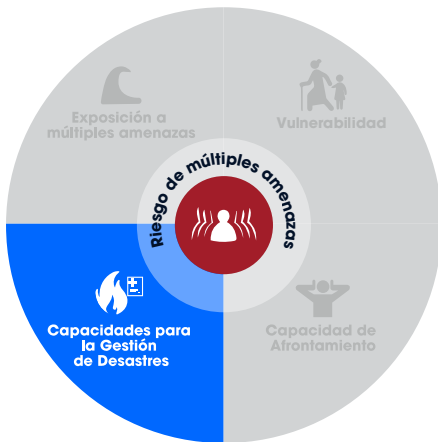 Exposición a
múltiples amenazas
Vulnerabilidad
Riesgo de múltiples amenazas
Capacidades para
la Gestión
de Desastres
Capacidad de
Afrontamiento